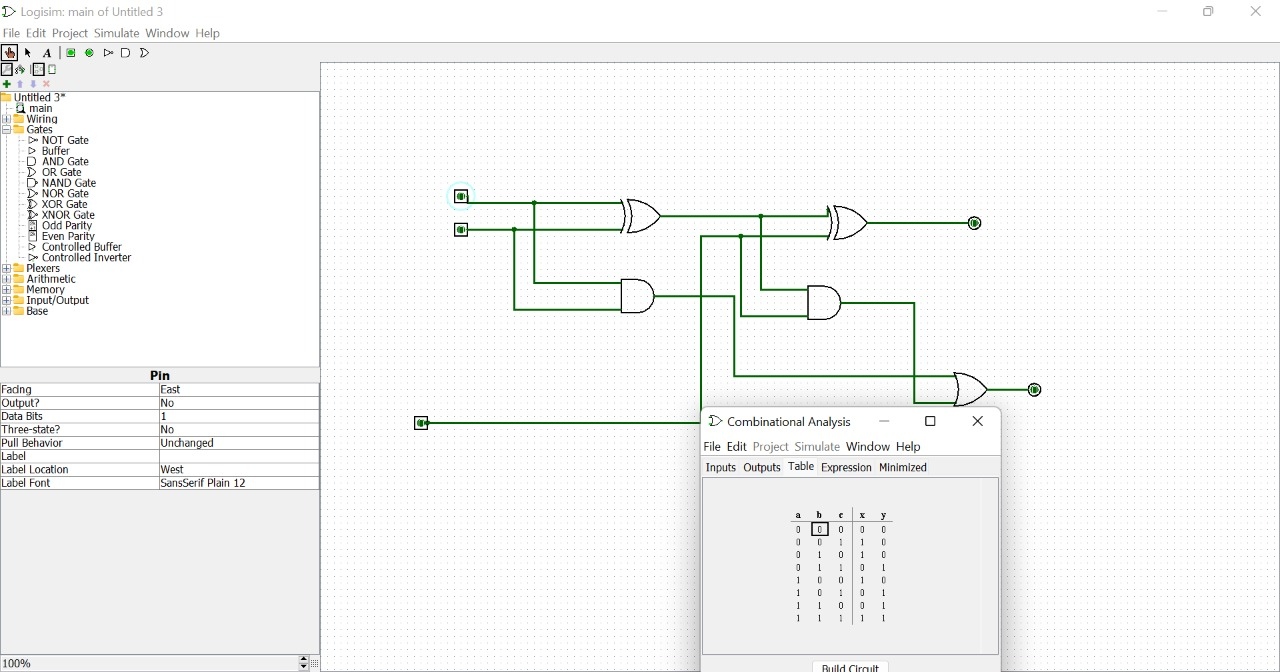 Logisim: main of Untitled 3
File Edit Project Simulate Window Help
A
Untitled 3*
main
Wiring
Gates
NOT Gate
Buffer
AND Gate
OR Gate
NAND Gate
NOR Gate
XOR Gate
XNOR Gate
Odd Parity
Even Parity
Controlled Buffer
Controlled Inverter
Plexers
Arithmetic
Memory
Input/Output
Base
Pin
Facing East
Output? No
Data Bits 1
Three-state? No
Pull Behavior Unchanged
Label
Label Location West
Label Font SansSerif Plain 12
100%
Combinational Analysis
File Edit Project Simulate Window Help
Inputs Outputs Table Expression Minimized
a b c x y
0 0 0 0 0
0 0 1 1 0
0 1 0 1 0
0 1 1 0 1
1 0 0 1 0
1 0 1 0 1
1 1 0 0 1
1 1 1 1 1
Build Circuit